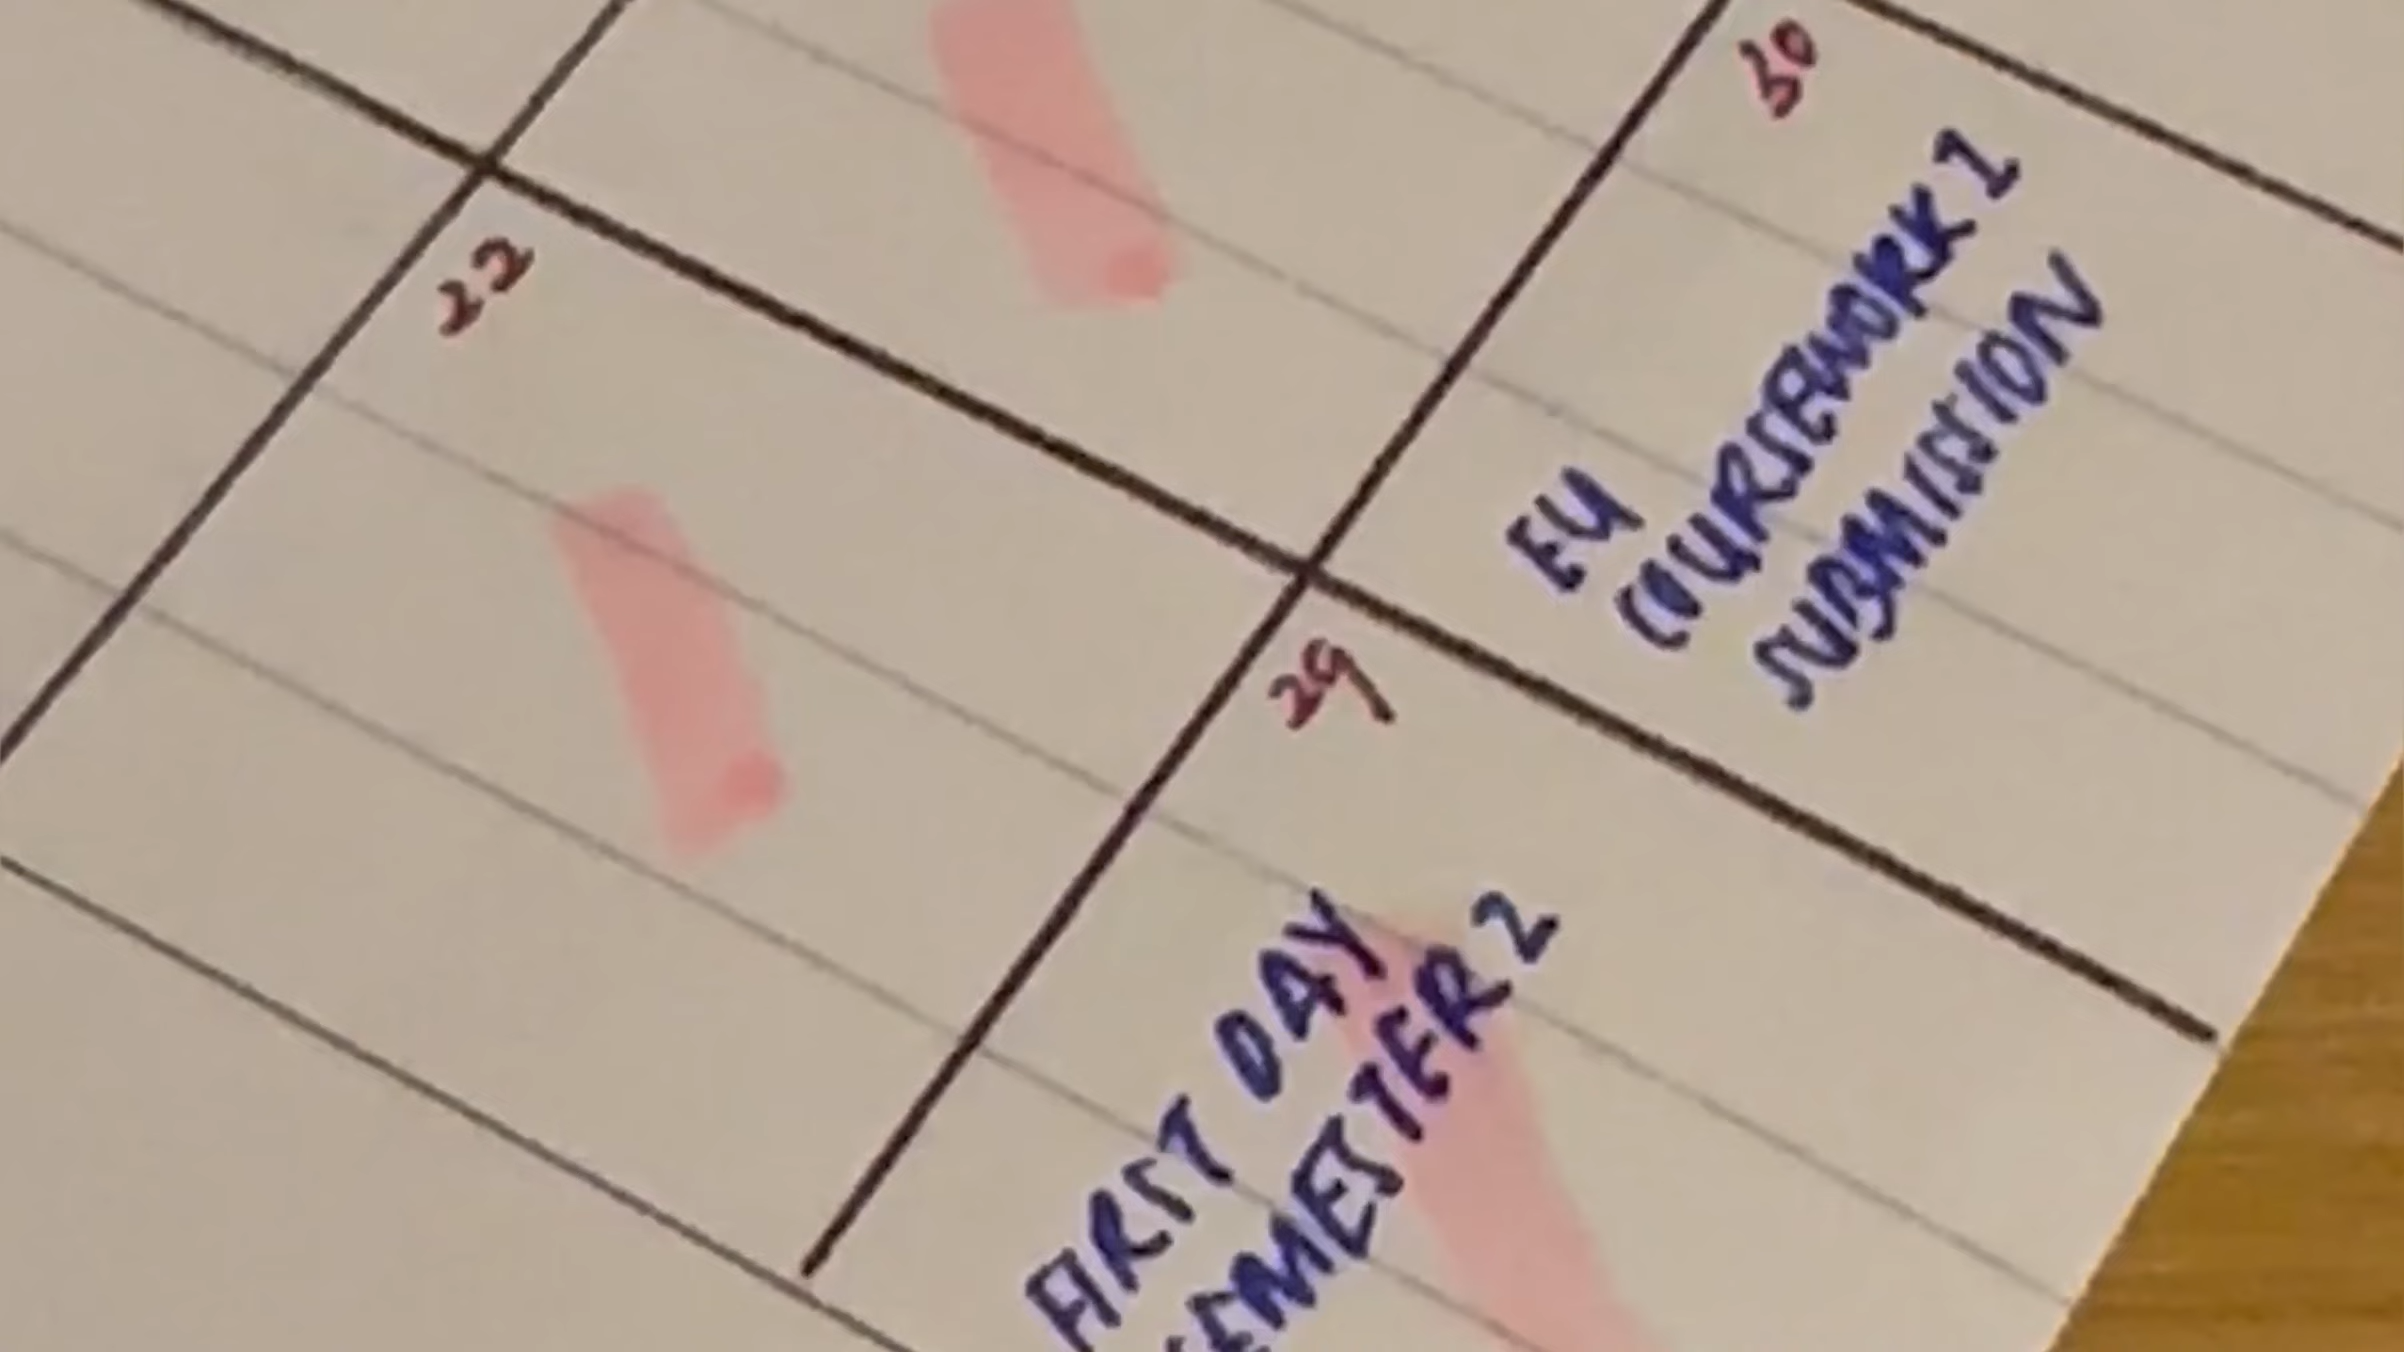 22
29
FIRST DAY
SEMESTER 2
30
EU
COURSEWORK 1
SUBMISSION